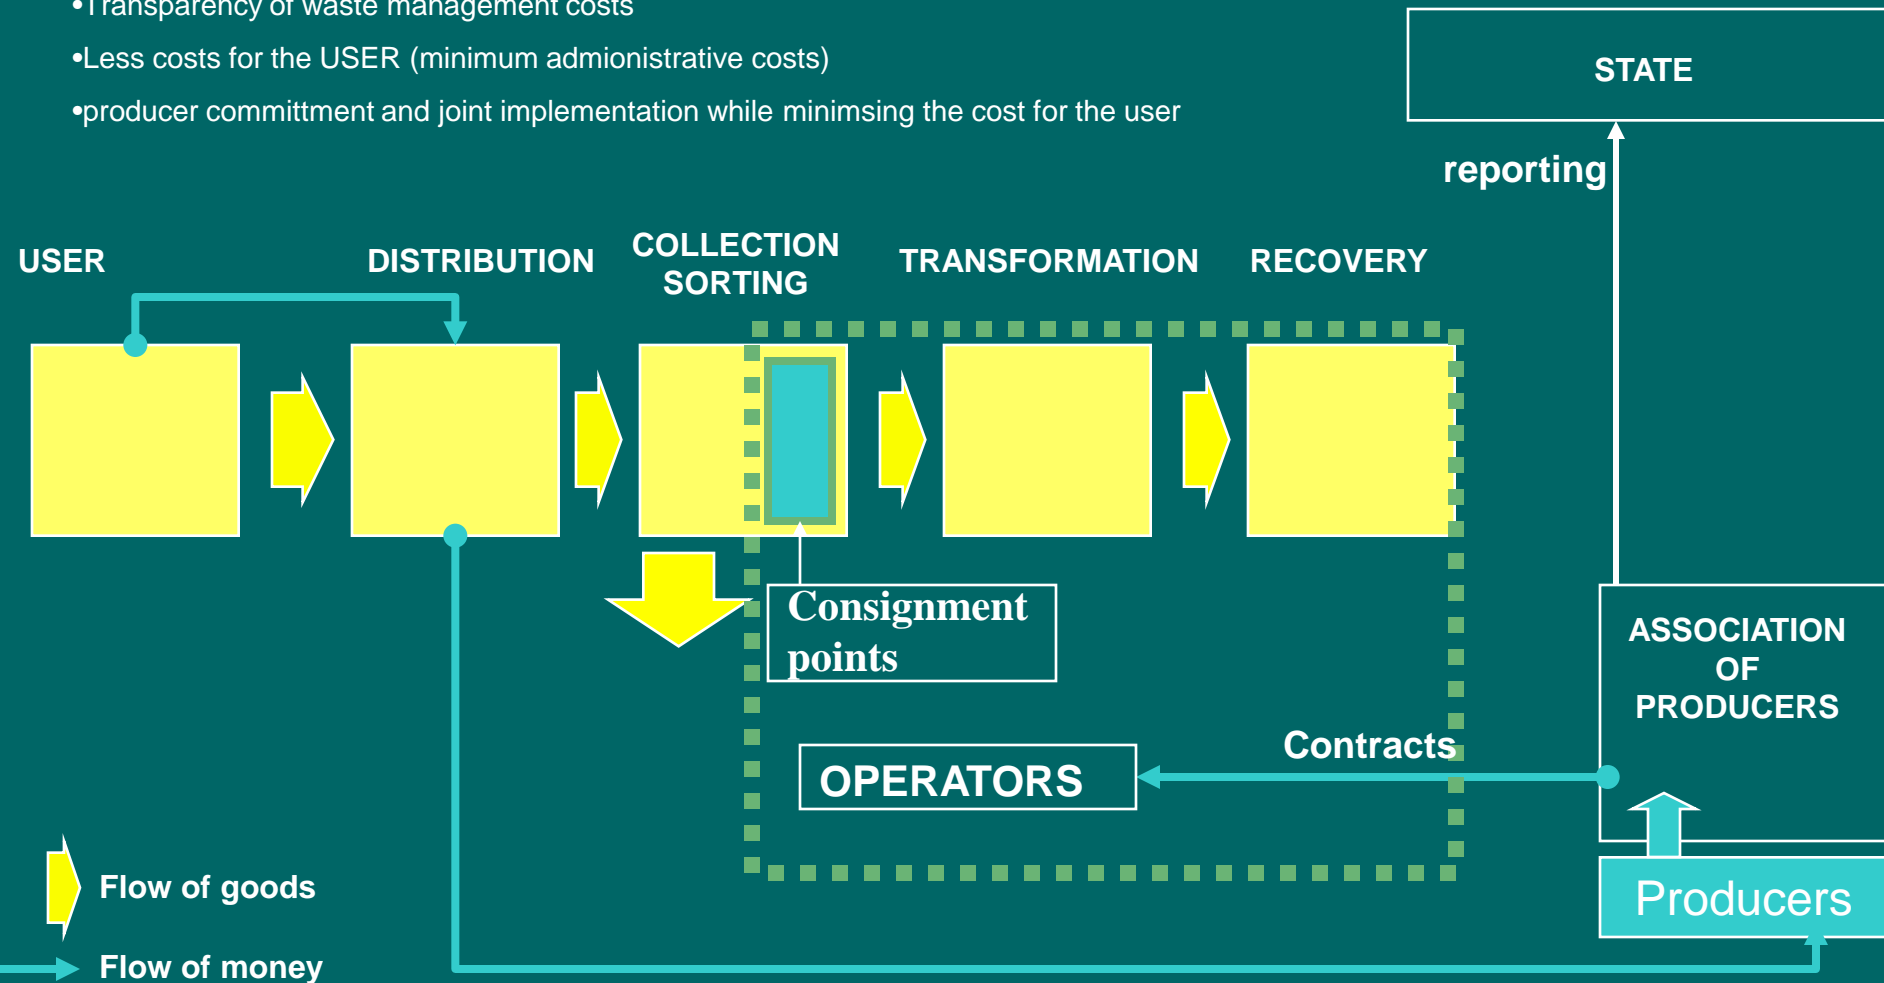 •Transparency of waste management costs
•Less costs for the USER (minimum admionistrative costs)
•producer committment and joint implementation while minimsing the cost for the user
STATE
reporting
USER
DISTRIBUTION
COLLECTION
SORTING
TRANSFORMATION
RECOVERY
Consignment
points
ASSOCIATION
OF
PRODUCERS
Contracts
OPERATORS
Producers
Flow of goods
Flow of money